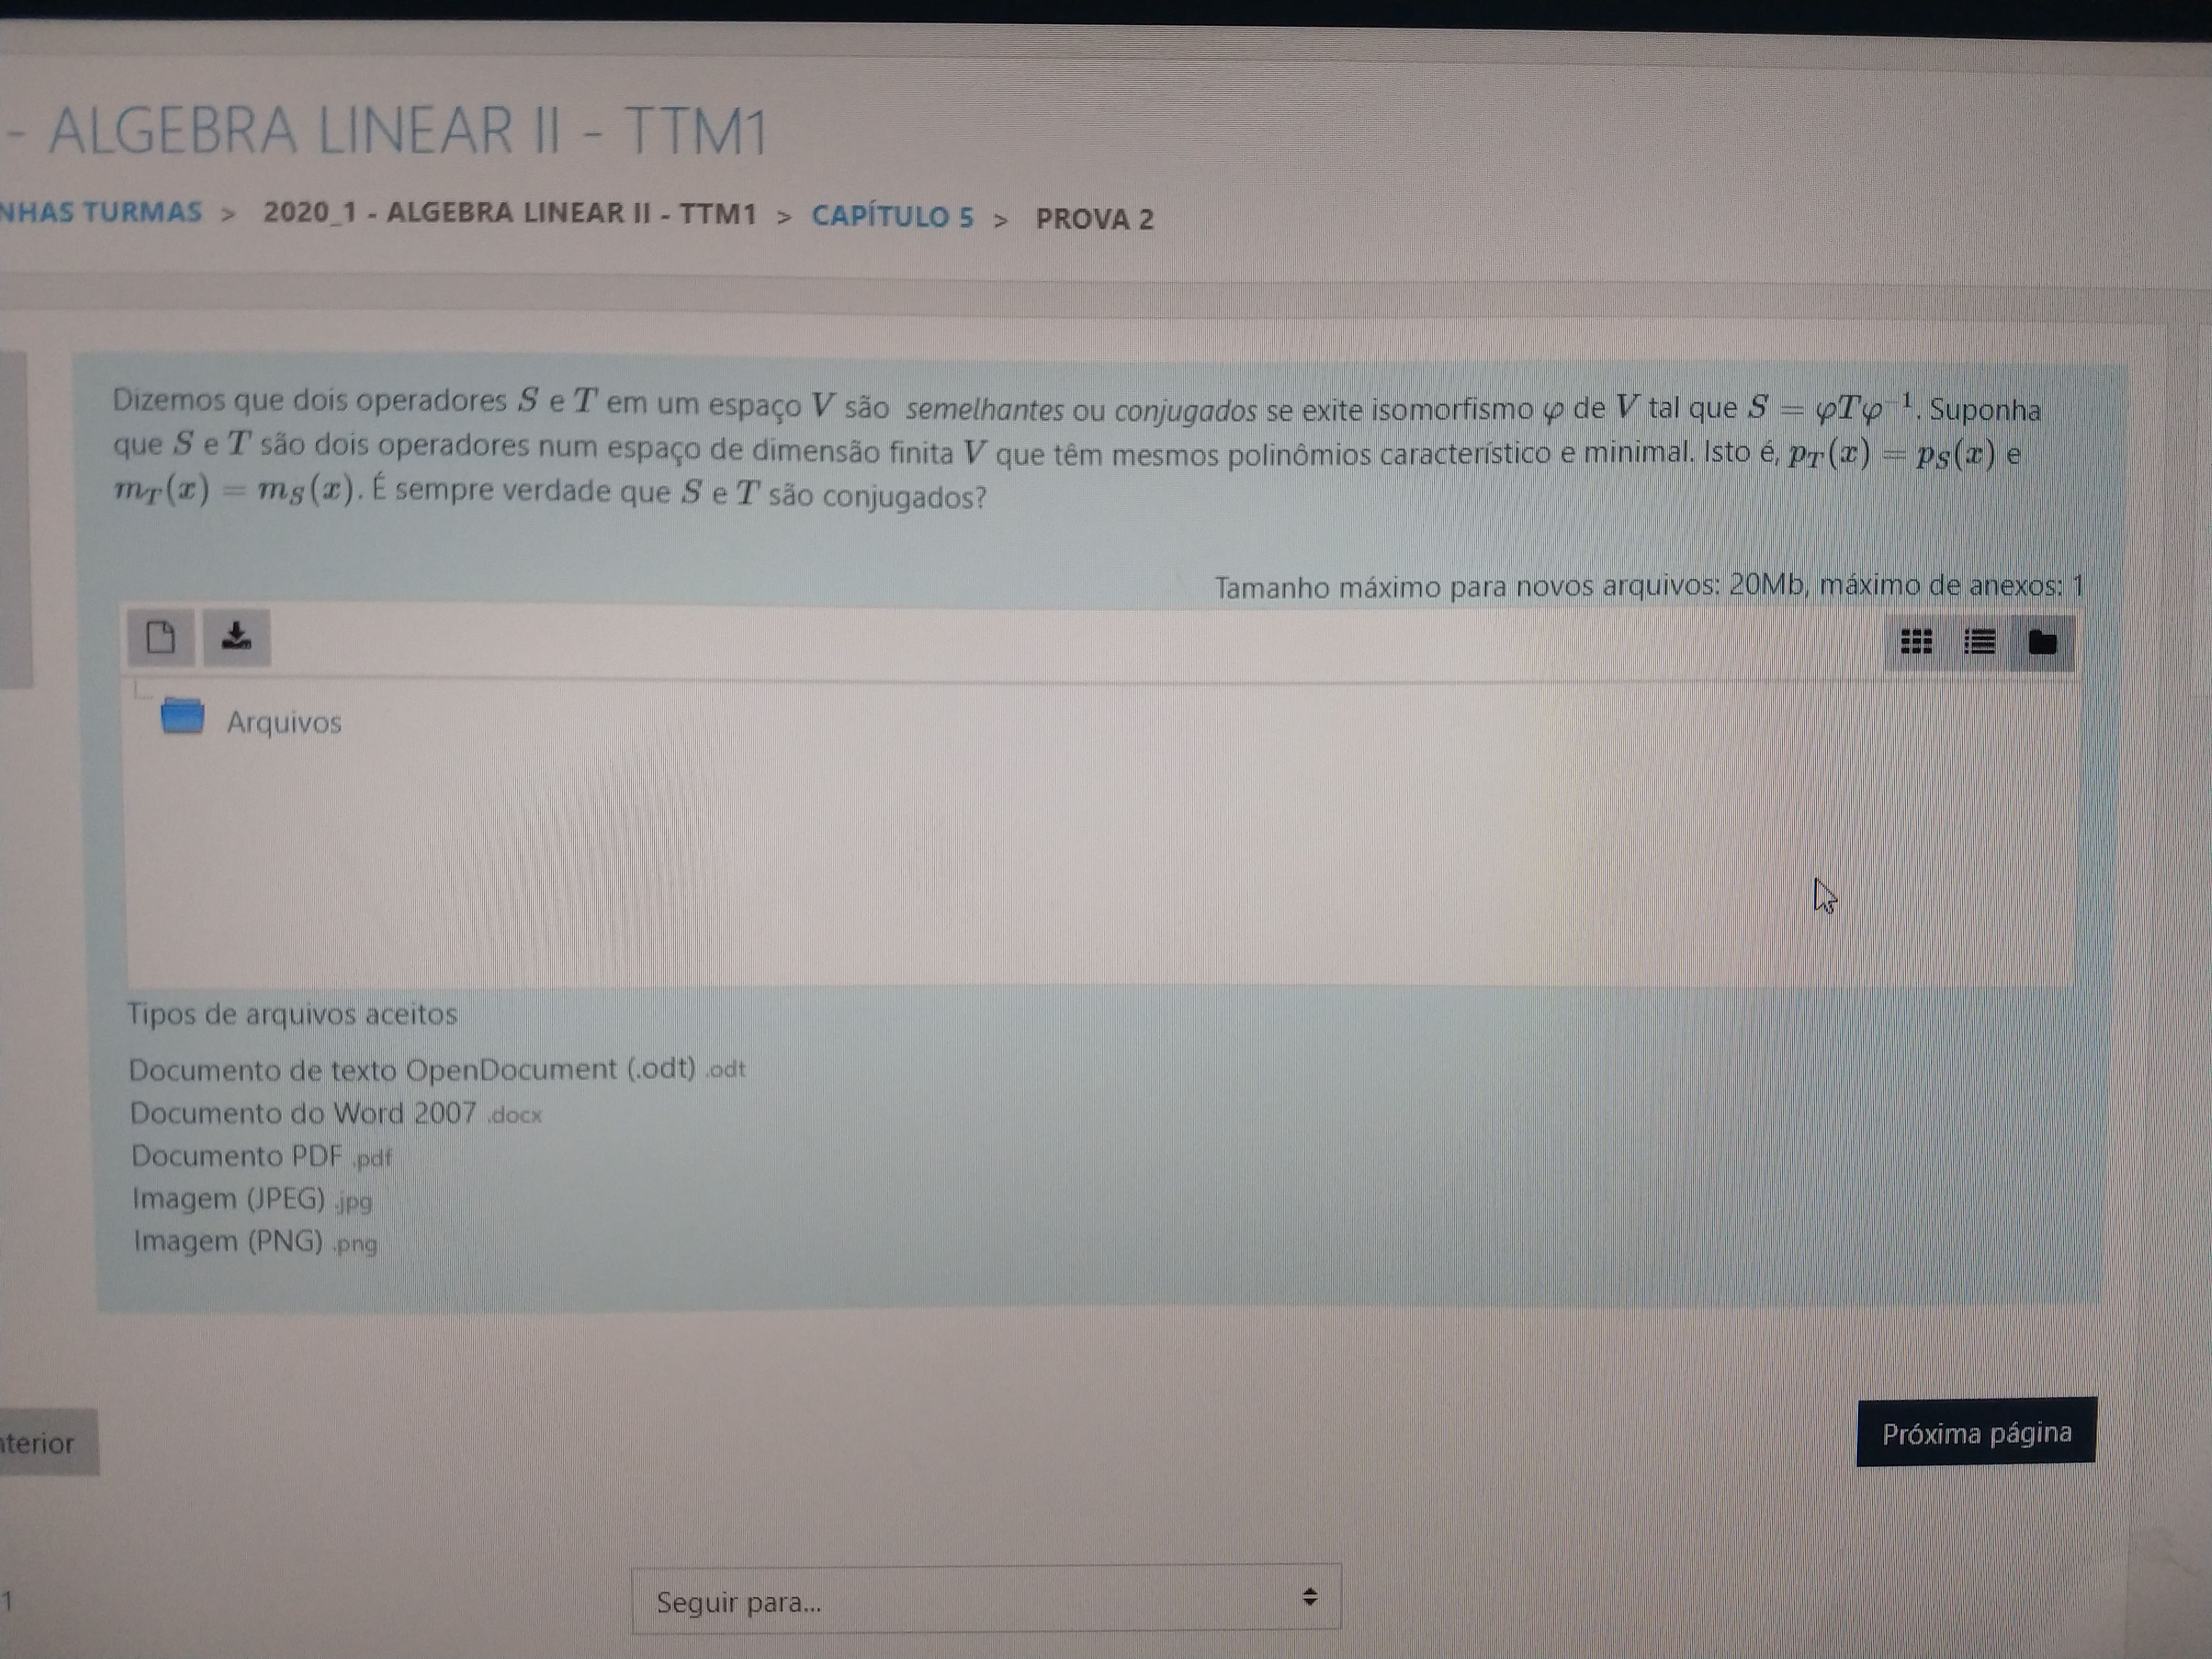 - ALGEBRA LINEAR II - TTM1
NHAS TURMAS > 2020_1 - ALGEBRA LINEAR II - TTM1 > CAPÍTULO 5 > PROVA 2
Dizemos que dois operadores S e T em um espaço V são semelhantes ou conjugados se exite isomorfismo φ de V tal que S = φTφ⁻¹. Suponha
que S e T são dois operadores num espaço de dimensão finita V que têm mesmos polinômios característico e minimal. Isto é, p_T(x) = p_S(x) e
m_T(x) = m_S(x). É sempre verdade que S e T são conjugados?
Tamanho máximo para novos arquivos: 20Mb, máximo de anexos: 1
Arquivos
Tipos de arquivos aceitos
Documento de texto OpenDocument (.odt) .odt
Documento do Word 2007 .docx
Documento PDF .pdf
Imagem (JPEG) .jpg
Imagem (PNG) .png
nterior
Próxima página
1
Seguir para...